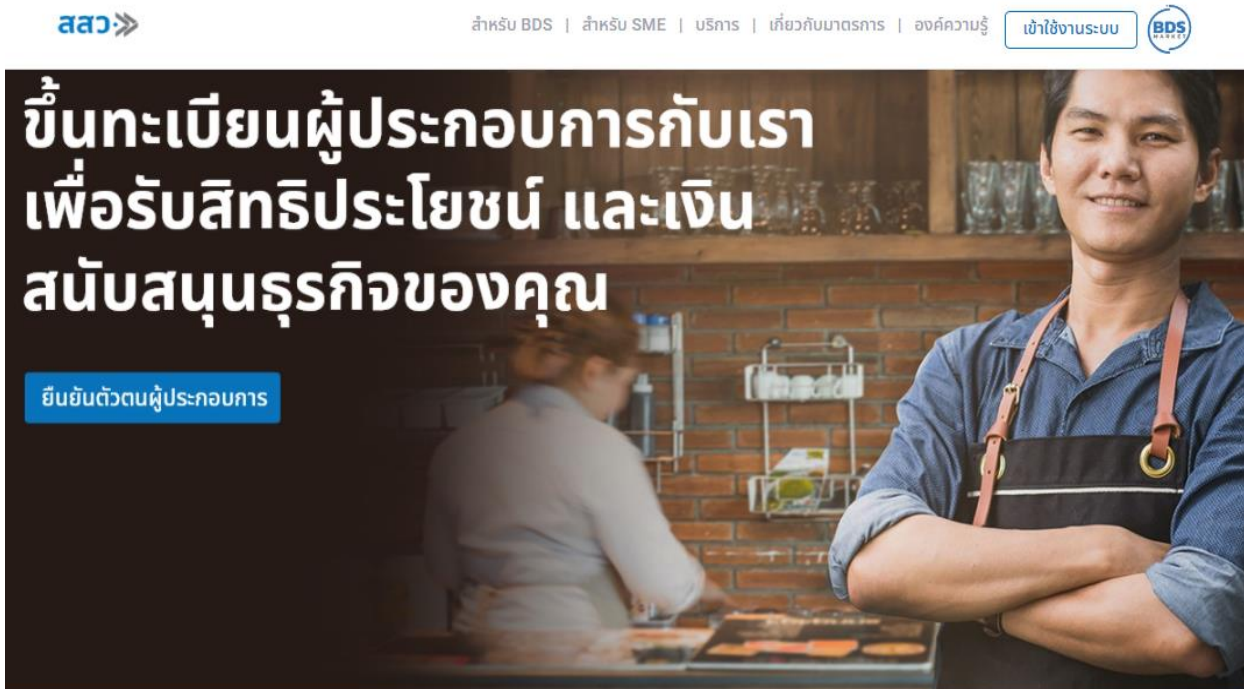 สสว
สำหรับ BDS | สำหรับ SME | บริการ | เกี่ยวกับมาตรการ | องค์ความรู้
เข้าใช้งานระบบ
BDS
MARKET
ขึ้นทะเบียนผู้ประกอบการกับเรา
เพื่อรับสิทธิประโยชน์ และเงิน
สนับสนุนธุรกิจของคุณ
ยืนยันตัวตนผู้ประกอบการ